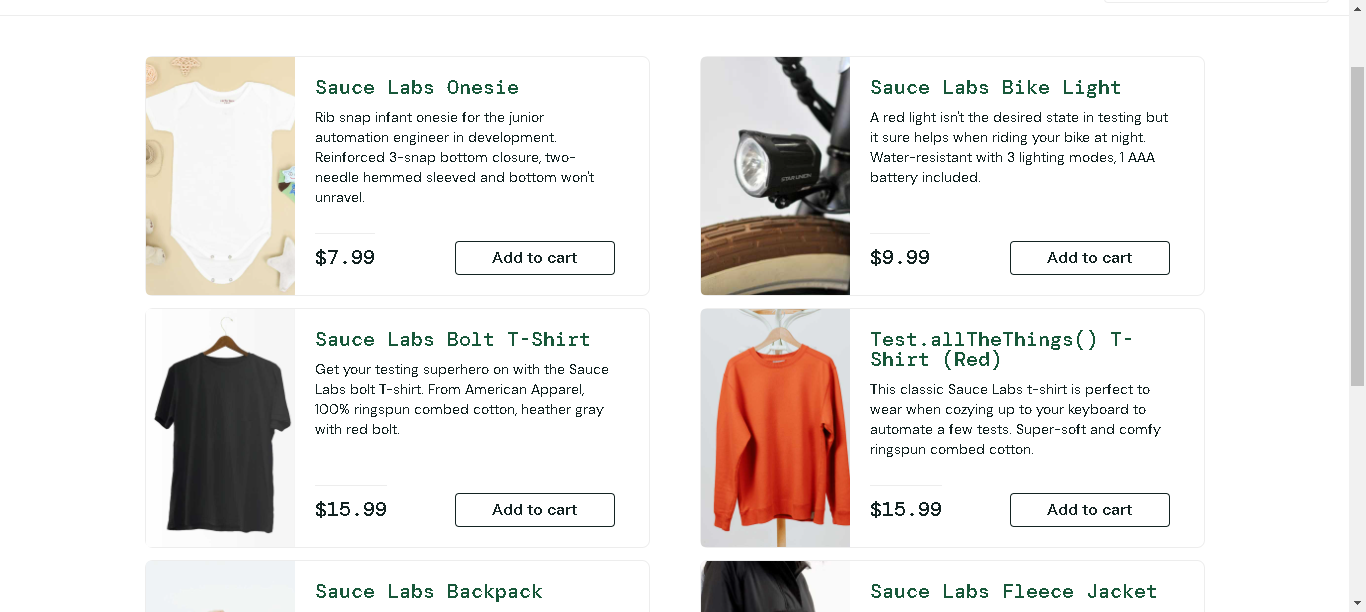 Sauce Labs Onesie
Rib snap infant onesie for the junior
automation engineer in development.
Reinforced 3-snap bottom closure, two-
needle hemmed sleeved and bottom won't
unravel.
$7.99
Add to cart
Sauce Labs Bike Light
A red light isn't the desired state in testing but
it sure helps when riding your bike at night.
Water-resistant with 3 lighting modes, 1 AAA
battery included.
STAR UNION
$9.99
Add to cart
Sauce Labs Bolt T-Shirt
Get your testing superhero on with the Sauce
Labs bolt T-shirt. From American Apparel,
100% ringspun combed cotton, heather gray
with red bolt.
$15.99
Add to cart
Test.allTheThings() T-
Shirt (Red)
This classic Sauce Labs t-shirt is perfect to
wear when cozying up to your keyboard to
automate a few tests. Super-soft and comfy
ringspun combed cotton.
$15.99
Add to cart
Sauce Labs Backpack
Sauce Labs Fleece Jacket